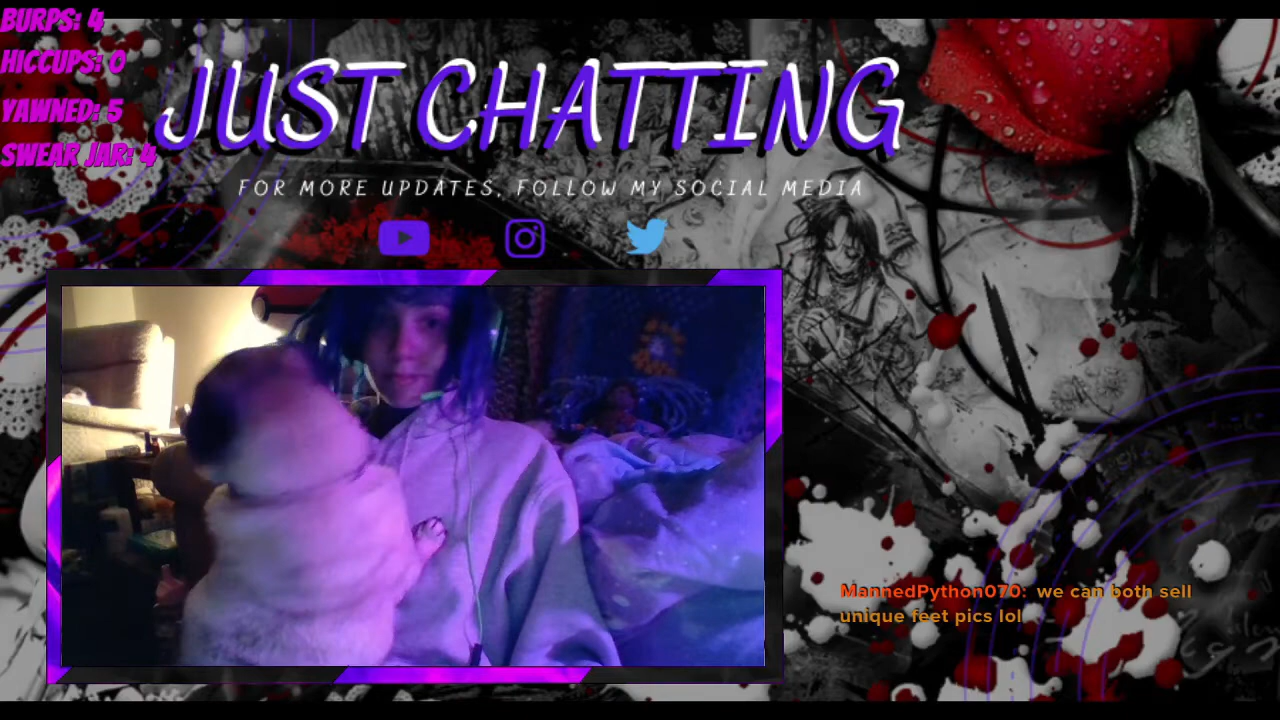 BURPS: 4
HICCUPS: 0
YAWNED: 5
SWEAR JAR: 4
JUST CHATTING
FOR MORE UPDATES, FOLLOW MY SOCIAL MEDIA
MannedPython070: we can both sell
unique feet pics lol